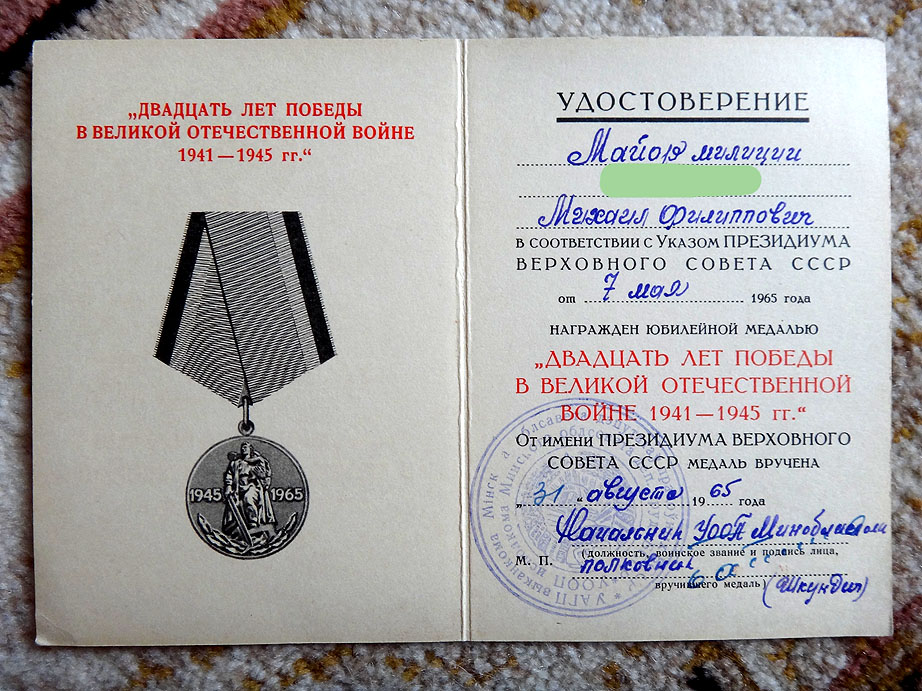 „ДВАДЦАТЬ ЛЕТ ПОБЕДЫ
В ВЕЛИКОЙ ОТЕЧЕСТВЕННОЙ ВОЙНЕ
1941—1945 гг.“
1945 1965
УДОСТОВЕРЕНИЕ
Майор милиции
Михаил Филиппович
В СООТВЕТСТВИИ С УКАЗОМ ПРЕЗИДИУМА
ВЕРХОВНОГО СОВЕТА СССР
от 7 мая 1965 года
НАГРАЖДЕН ЮБИЛЕЙНОЙ МЕДАЛЬЮ
„ДВАДЦАТЬ ЛЕТ ПОБЕДЫ
В ВЕЛИКОЙ ОТЕЧЕСТВЕННОЙ
ВОЙНЕ 1941—1945 гг.“
ОТ ИМЕНИ ПРЕЗИДИУМА ВЕРХОВНОГО
СОВЕТА СССР МЕДАЛЬ ВРУЧЕНА
„31“ августа 1965 года
Начальник УООП
(должность, воинское звание и подпись лица,
М. П. полковник
вручившего медаль)
(Шкундич)